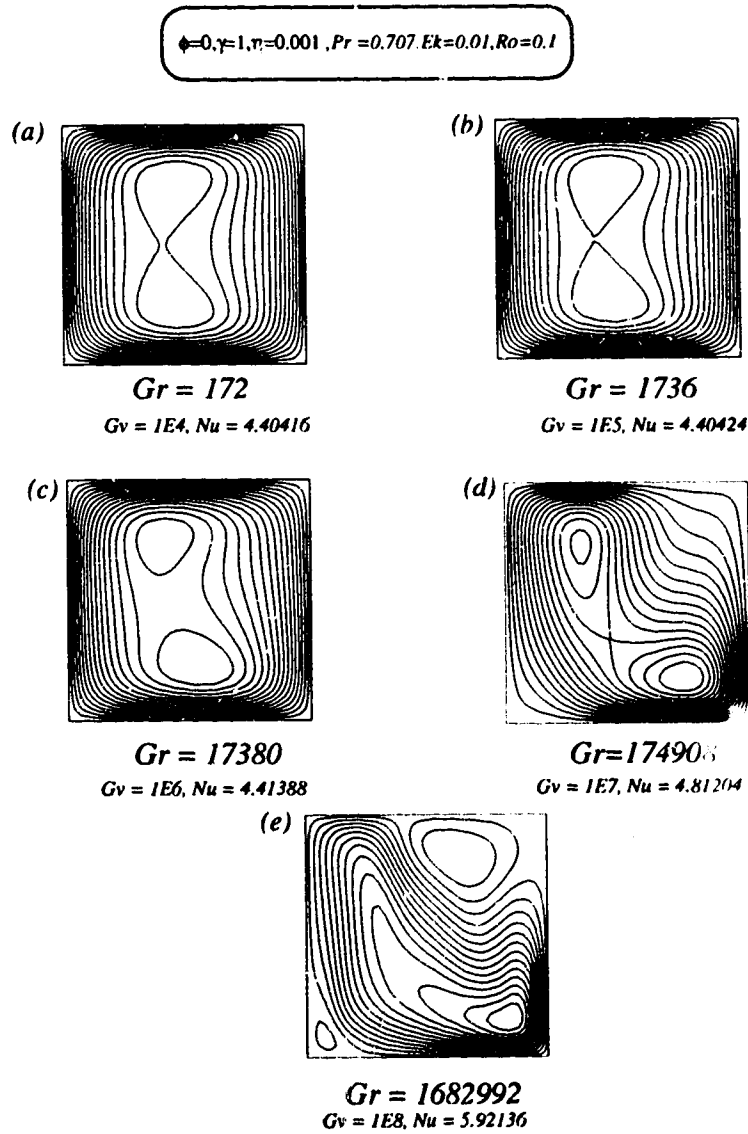 ϕ=0,γ=1,η=0.001 ,Pr=0.707,Ek=0.01,Ro=0.1
(a)
(b)
Gr = 172
Gv = 1E4, Nu = 4.40416
Gr = 1736
Gv = 1E5, Nu = 4.40424
(c)
(d)
Gr = 17380
Gv = 1E6, Nu = 4.41388
Gr=174908
Gv = 1E7, Nu = 4.81204
(e)
Gr = 1682992
Gv = 1E8, Nu = 5.92136